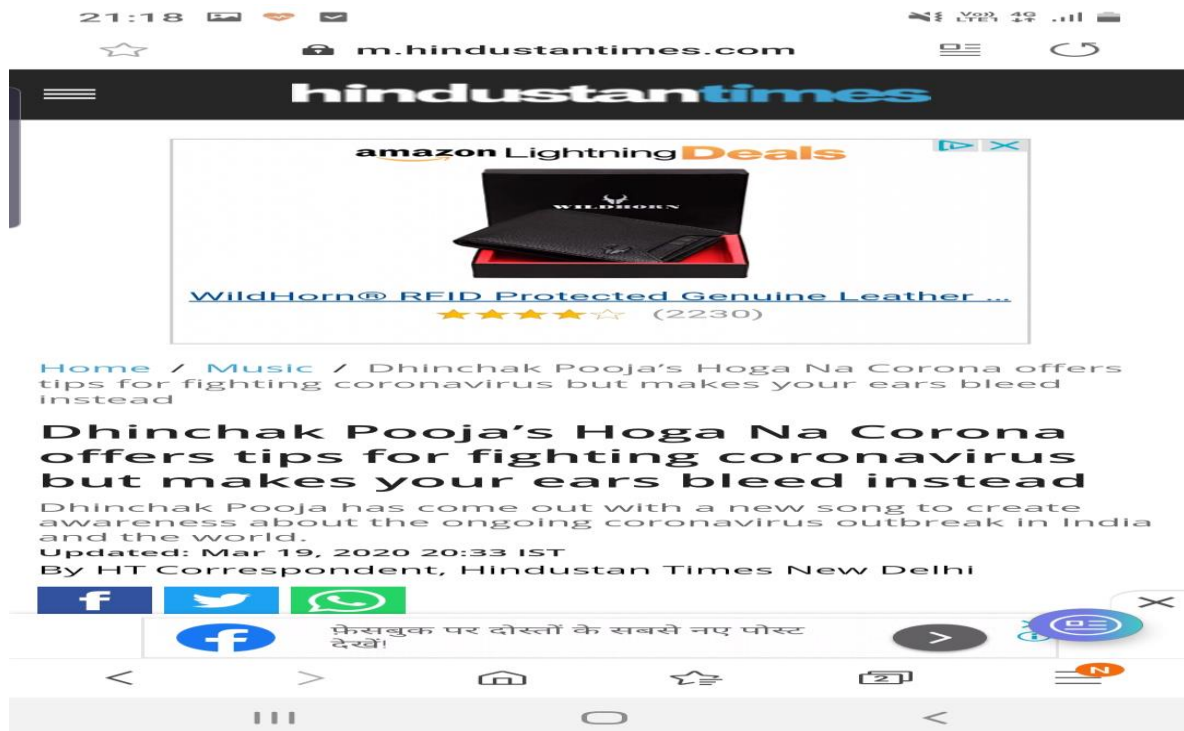 21:18
Vo)) 4G
LTE1
m.hindustantimes.com
hindustantimes
amazon Lightning Deals
WILDHORN
WildHorn® RFID Protected Genuine Leather ...
(2230)
Home / Music / Dhinchak Pooja's Hoga Na Corona offers
tips for fighting coronavirus but makes your ears bleed
instead
Dhinchak Pooja's Hoga Na Corona
offers tips for fighting coronavirus
but makes your ears bleed instead
Dhinchak Pooja has come out with a new song to create
awareness about the ongoing coronavirus outbreak in India
and the world.
Updated: Mar 19, 2020 20:33 IST
By HT Correspondent, Hindustan Times New Delhi
फ़ेसबुक पर दोस्तों के सबसे नए पोस्ट
देखें!
2
N